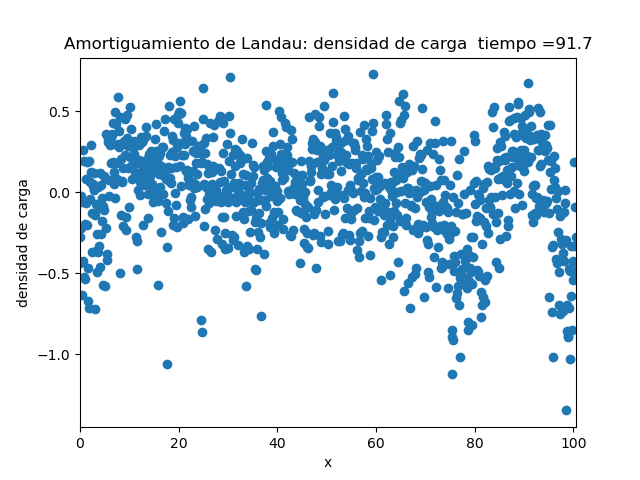 Amortiguamiento de Landau: densidad de carga  tiempo =91.7
densidad de carga
0.5
0.0
−0.5
−1.0
0 20 40 60 80 100
x